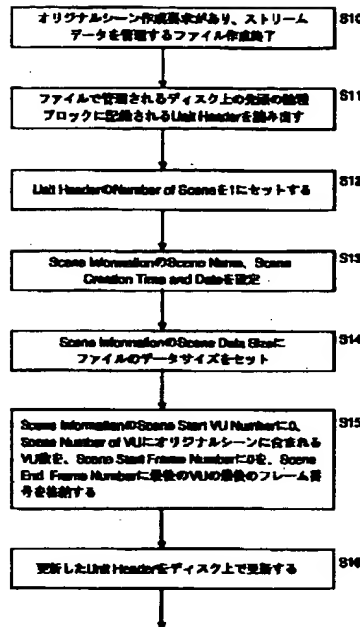 オリジナルシーン作成要求があり、ストリーム
データを管理するファイル作成終了
S10
ファイルで管理されるディスク上の先頭の論理
ブロックに記録されるUnit Headerを読み出す
S11
Unit HeaderのNumber of Sceneを1にセットする
S12
Scene InformationのScene Name、Scene
Creation Time and Dateを設定
S13
Scene InformationのScene Data Sizeに
ファイルのデータサイズをセット
S14
Scene InformationのScene Start VU Numberに0、
Scene Number of VUにオリジナルシーンに含まれる
VU数を、Scene Start Frame Numberに0を、Scene
End Frame Numberに最後のVUの最後のフレーム番
号を格納する
S15
更新したUnit Headerをディスク上で更新する
S16